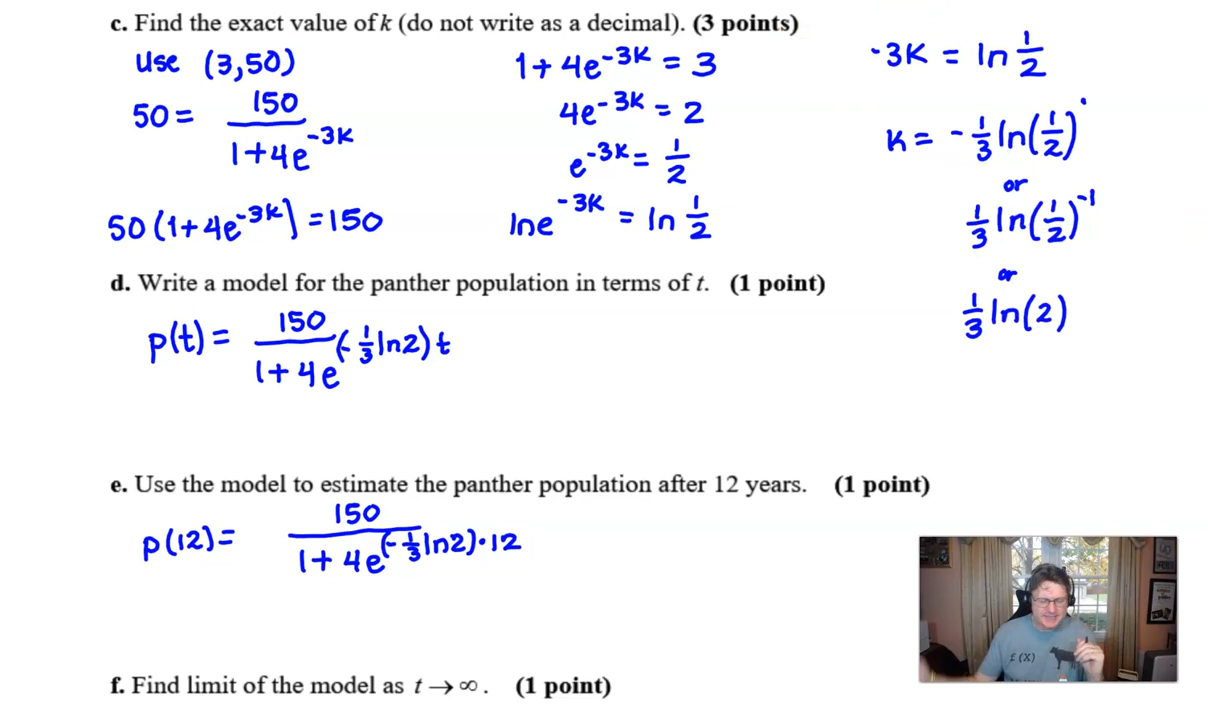 c. Find the exact value of k (do not write as a decimal). (3 points)
Use (3,50)
50 = 150 / 1+4e^-3K
50(1+4e^-3k) = 150
1+4e^-3K = 3
4e^-3K = 2
e^-3K = 1/2
lne^-3K = ln 1/2
-3K = ln 1/2
K = -1/3 ln(1/2)
or
1/3 ln(1/2)^-1
or
1/3 ln(2)
d. Write a model for the panther population in terms of t. (1 point)
p(t) = 150 / 1+4e^(-1/3 ln2)t
e. Use the model to estimate the panther population after 12 years. (1 point)
p(12) = 150 / 1+4e^(-1/3 ln2)·12
f. Find limit of the model as t → ∞. (1 point)
f(x)